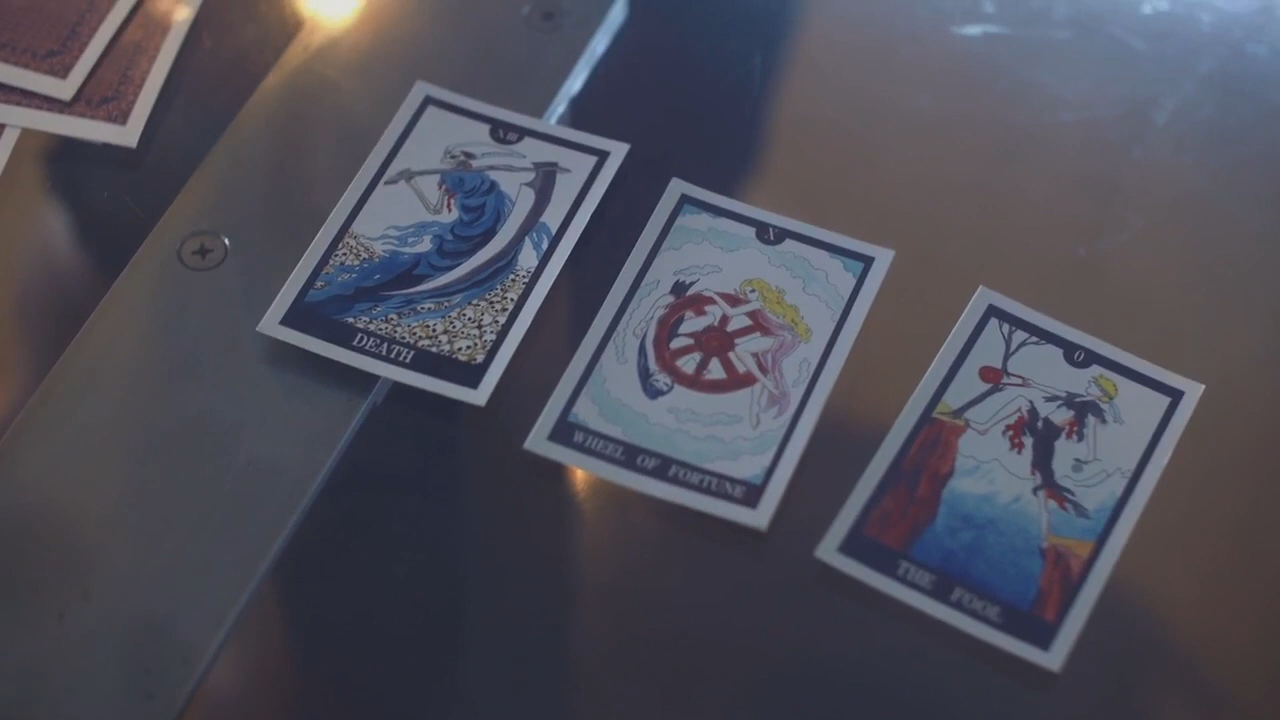 XIII
DEATH
X
WHEEL OF FORTUNE
0
THE FOOL